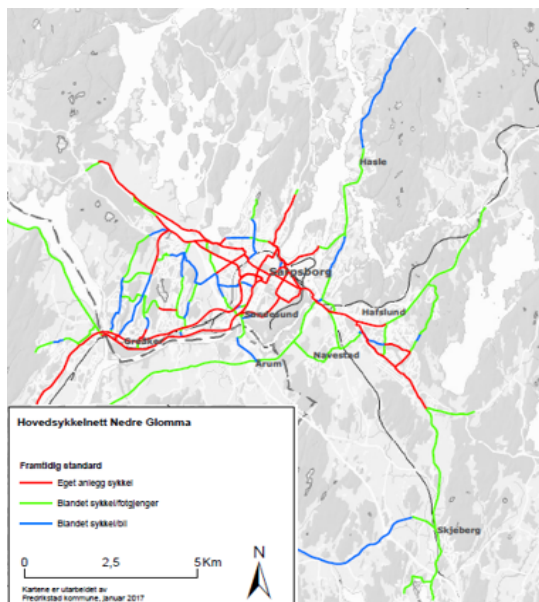 Hasle
Sarpsborg
Sandesund
Hafslund
Greåker
Navestad
Årum
Skjeberg
Hovedsykkelnett Nedre Glomma
Framtidig standard
Eget anlegg sykkel
Blandet sykkel/fotgjenger
Blandet sykkel/bil
0 2,5 5 Km
N
Kartene er utarbeidet av
Fredrikstad kommune, januar 2017